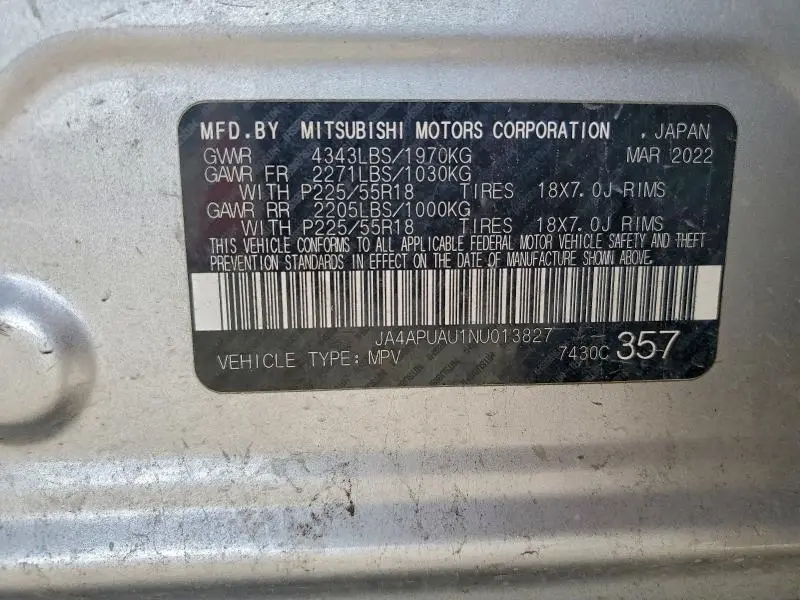 MFD.BY MITSUBISHI MOTORS CORPORATION , JAPAN
GVWR 4343LBS/1970KG MAR 2022
GAWR FR 2271LBS/1030KG
WITH P225/55R18 TIRES 18X7.0J RIMS
GAWR RR 2205LBS/1000KG
WITH P225/55R18 TIRES 18X7.0J RIMS
THIS VEHICLE CONFORMS TO ALL APPLICABLE FEDERAL MOTOR VEHICLE SAFETY AND THEFT
PREVENTION STANDARDS IN EFFECT ON THE DATE OF MANUFACTURE SHOWN ABOVE.
JA4APUAU1NU013827
VEHICLE TYPE: MPV 7430C 357